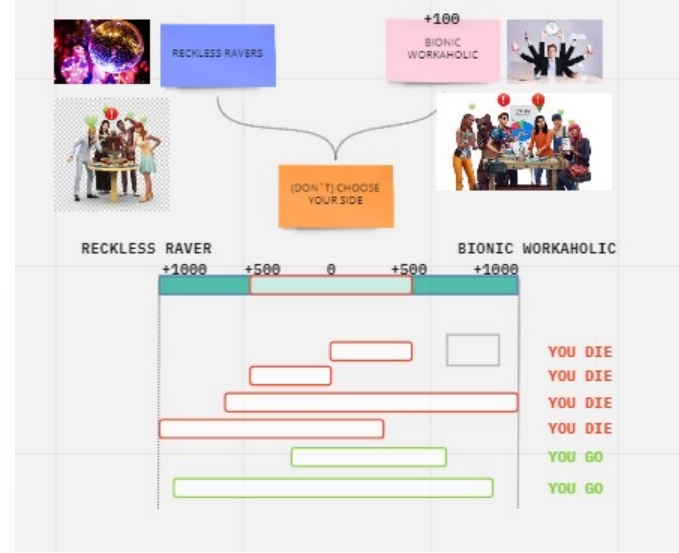 +100
RECKLESS RAVERS
BIONIC
WORKAHOLIC
(DON`T) CHOOSE
YOUR SIDE
RECKLESS RAVER
BIONIC WORKAHOLIC
+1000 +500 0 +500 +1000
YOU DIE
YOU DIE
YOU DIE
YOU DIE
YOU GO
YOU GO